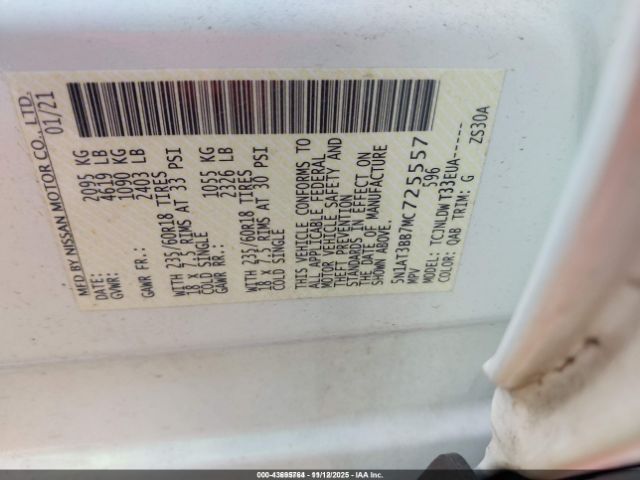 MFD BY NISSAN MOTOR CO., LTD.
DATE: 01/21
GVWR: 2095 KG
4619 LB
GAWR FR.: 1090 KG
2403 LB
WITH 235/60R18 TIRES
18 X 7.5 RIMS AT 33 PSI
COLD SINGLE
GAWR RR.: 1055 KG
2326 LB
WITH 235/60R18 TIRES
18 X 7.5 RIMS AT 30 PSI
COLD SINGLE
THIS VEHICLE CONFORMS TO
ALL APPLICABLE FEDERAL
MOTOR VEHICLE SAFETY AND
THEFT PREVENTION
STANDARDS IN EFFECT ON
THE DATE OF MANUFACTURE
SHOWN ABOVE.
5N1AT3BB7MC725557
MPV 596
MODEL: TCJNLDWT33EUA-----
COLOR: QAB TRIM: G
ZS30A
000-43695764 - 11/12/2025 - IAA Inc.